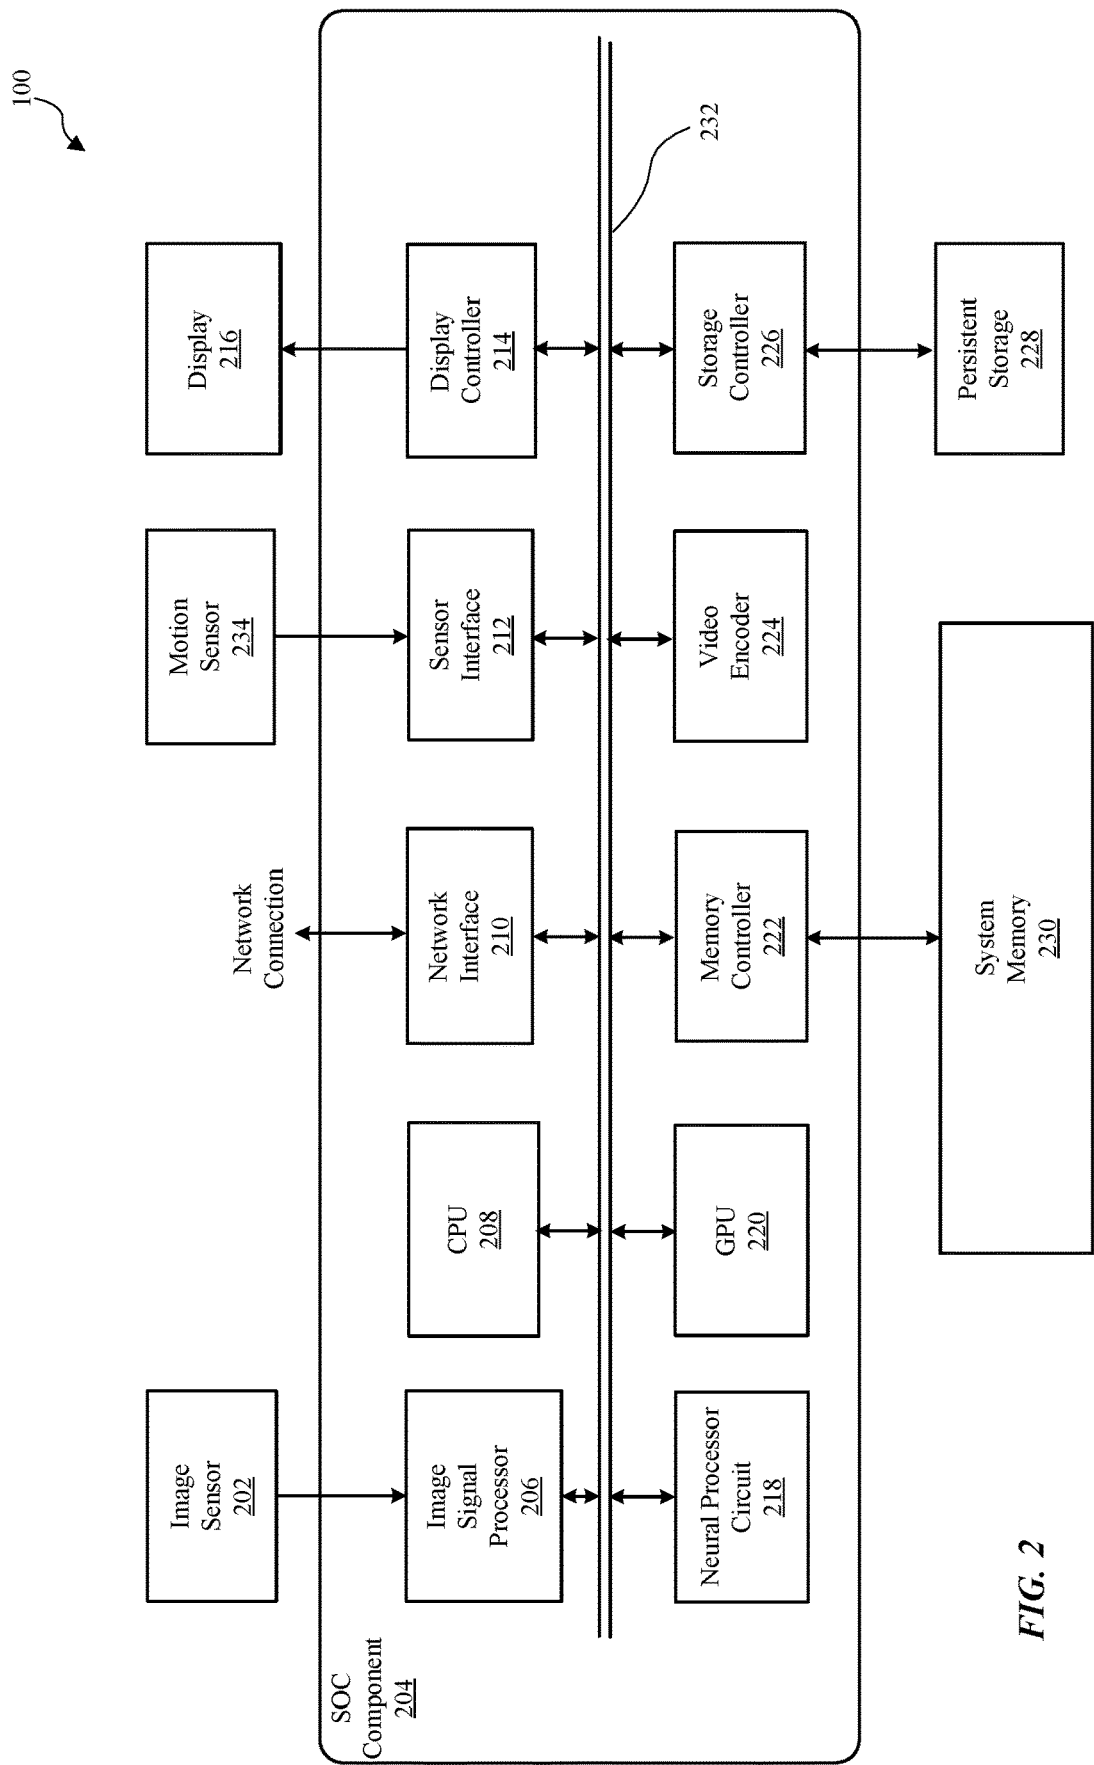 100
Image
Sensor
202
Network
Connection
Motion
Sensor
234
Display
216
SOC
Component
204
Image
Signal
Processor
206
CPU
208
Network
Interface
210
Sensor
Interface
212
Display
Controller
214
232
Neural Processor
Circuit
218
GPU
220
Memory
Controller
222
Video
Encoder
224
Storage
Controller
226
System
Memory
230
Persistent
Storage
228
FIG. 2